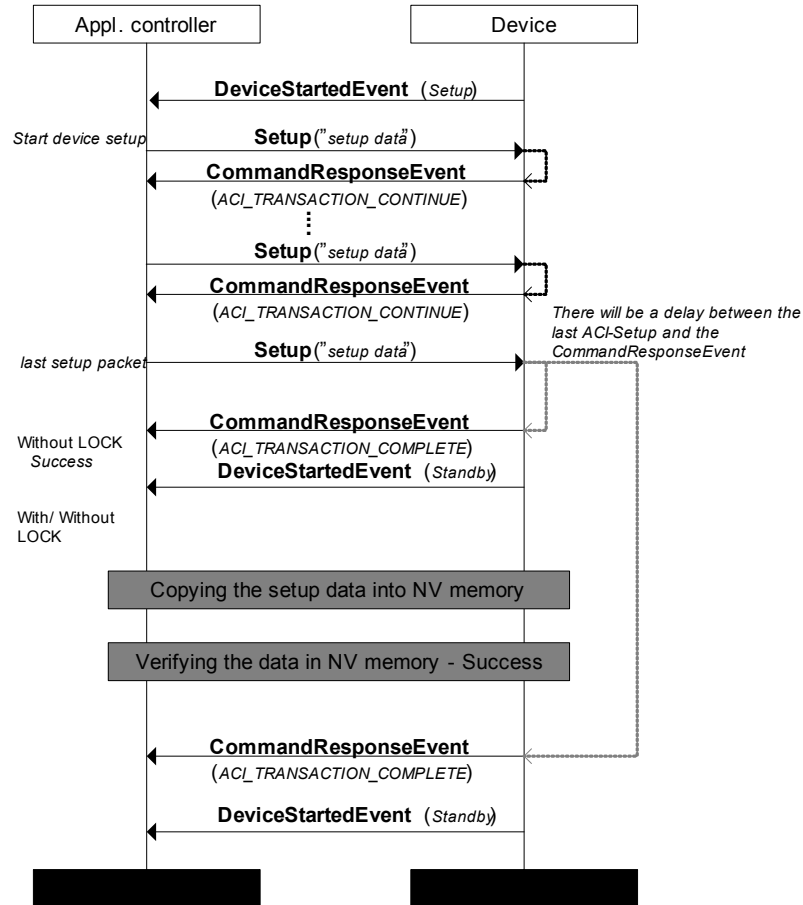 Appl. controller
Device
DeviceStartedEvent (Setup)
Start device setup
Setup("setup data")
CommandResponseEvent
(ACI_TRANSACTION_CONTINUE)
Setup("setup data")
CommandResponseEvent
(ACI_TRANSACTION_CONTINUE)
There will be a delay between the
last ACI-Setup and the
CommandResponseEvent
Setup("setup data")
last setup packet
CommandResponseEvent
(ACI_TRANSACTION_COMPLETE)
Without LOCK
Success
DeviceStartedEvent (Standby)
With/ Without
LOCK
Copying the setup data into NV memory
Verifying the data in NV memory - Success
CommandResponseEvent
(ACI_TRANSACTION_COMPLETE)
DeviceStartedEvent (Standby)